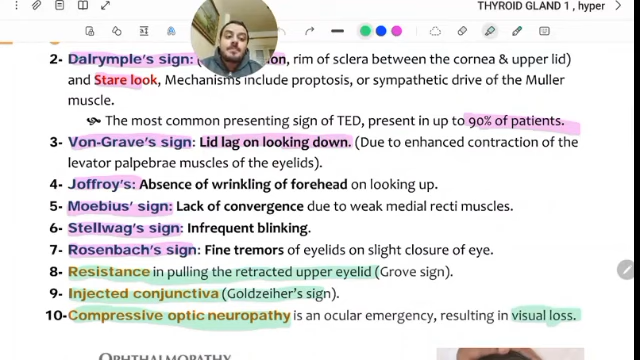 THYROID GLAND 1 , hyper
2- Dalrymple's sign: on, rim of sclera between the cornea & upper lid)
and Stare look, Mechanisms include proptosis, or sympathetic drive of the Muller
muscle.
The most common presenting sign of TED, present in up to 90% of patients.
3- Von-Grave's sign: Lid lag on looking down. (Due to enhanced contraction of the
levator palpebrae muscles of the eyelids).
4- Joffroy's: Absence of wrinkling of forehead on looking up.
5- Moebius' sign: Lack of convergence due to weak medial recti muscles.
6- Stellwag's sign: Infrequent blinking.
7- Rosenbach's sign: Fine tremors of eyelids on slight closure of eye.
8- Resistance in pulling the retracted upper eyelid (Grove sign).
9- Injected conjunctiva (Goldzeiher's sign).
10- Compressive optic neuropathy is an ocular emergency, resulting in visual loss.
OPHTHALMOPATHY